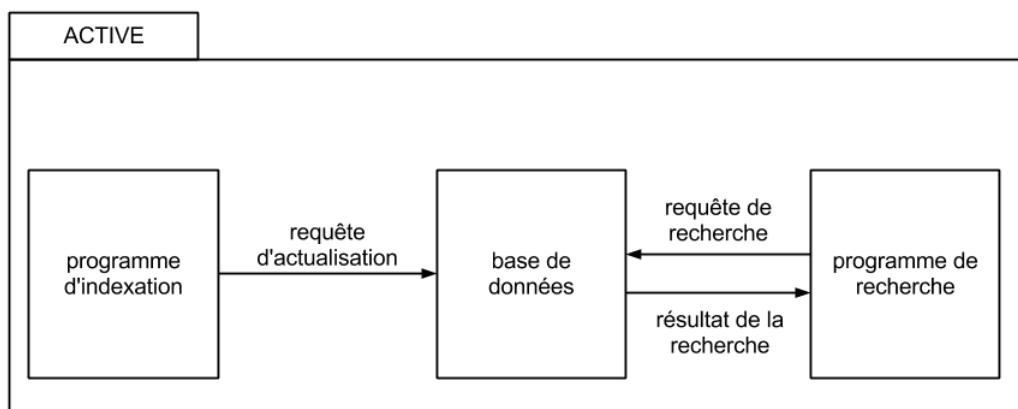 ACTIVE
programme
d'indexation
requête
d'actualisation
base de
données
requête de
recherche
résultat de la
recherche
programme de
recherche